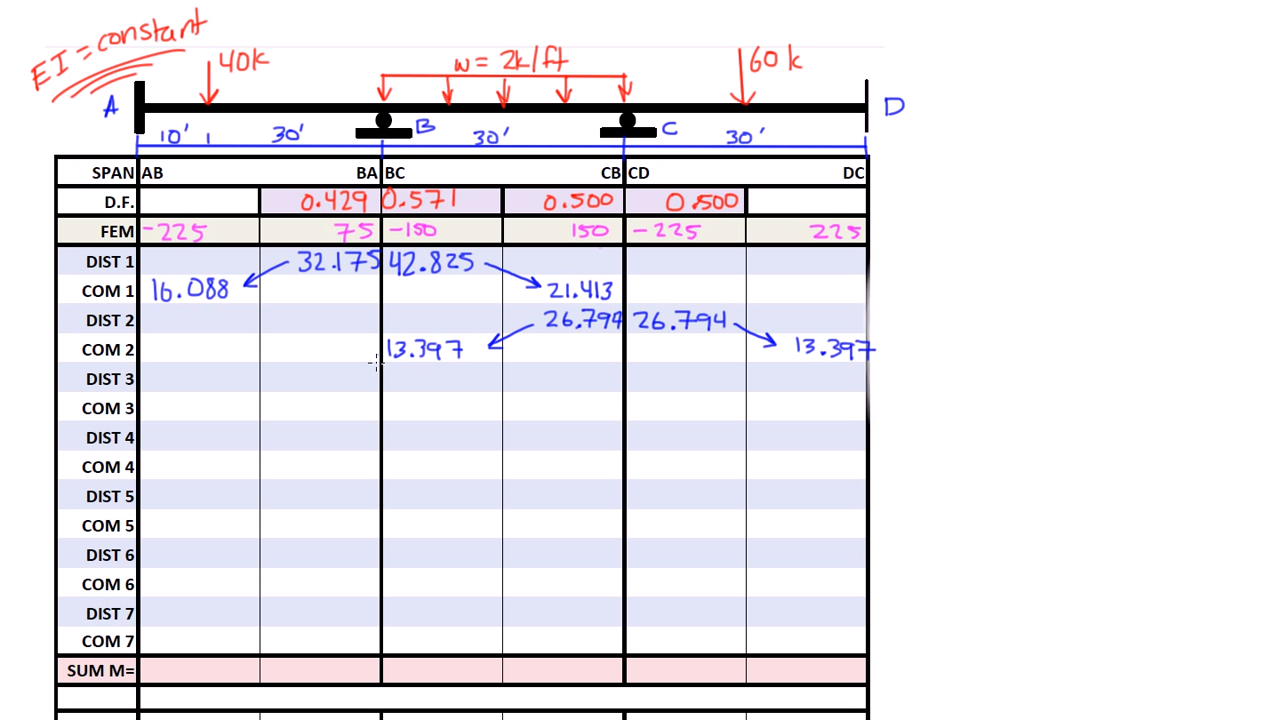 EI = constant
40k
w = 2k/ft
60k
A
B
C
D
10' 30' 30' 30'
SPAN AB BA BC CB CD DC
D.F. 0.429 0.571 0.500 0.500
FEM -225 75 -150 150 -225 225
DIST 1 32.175 42.825
COM 1 16.088 21.413
DIST 2 26.794 26.794
COM 2 13.397 13.397
DIST 3
COM 3
DIST 4
COM 4
DIST 5
COM 5
DIST 6
COM 6
DIST 7
COM 7
SUM M=